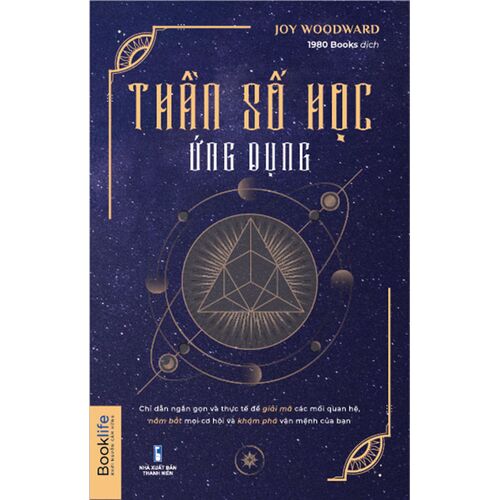 JOY WOODWARD
1980 Books dịch
THẦN SỐ HỌC
ỨNG DỤNG
Chỉ dẫn ngắn gọn và thực tế để giải mã các mối quan hệ,
nắm bắt mọi cơ hội và khám phá vận mệnh của bạn
Booklife
NHÀ XUẤT BẢN
THANH NIÊN